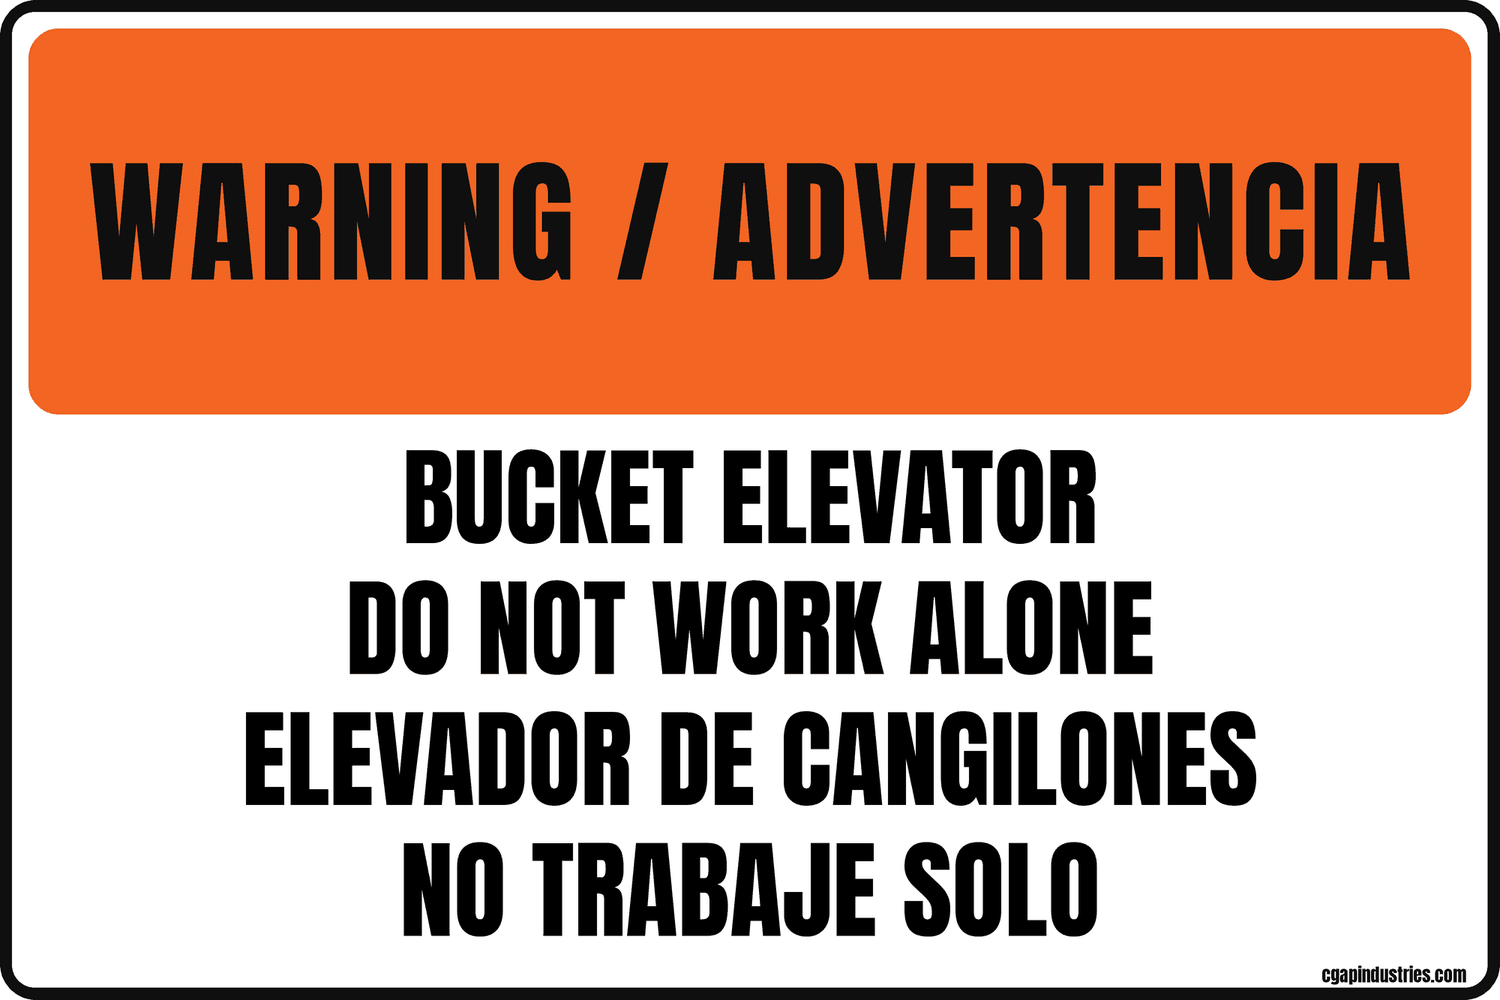 WARNING / ADVERTENCIA
BUCKET ELEVATOR
DO NOT WORK ALONE
ELEVADOR DE CANGILONES
NO TRABAJE SOLO
cgapindustries.com